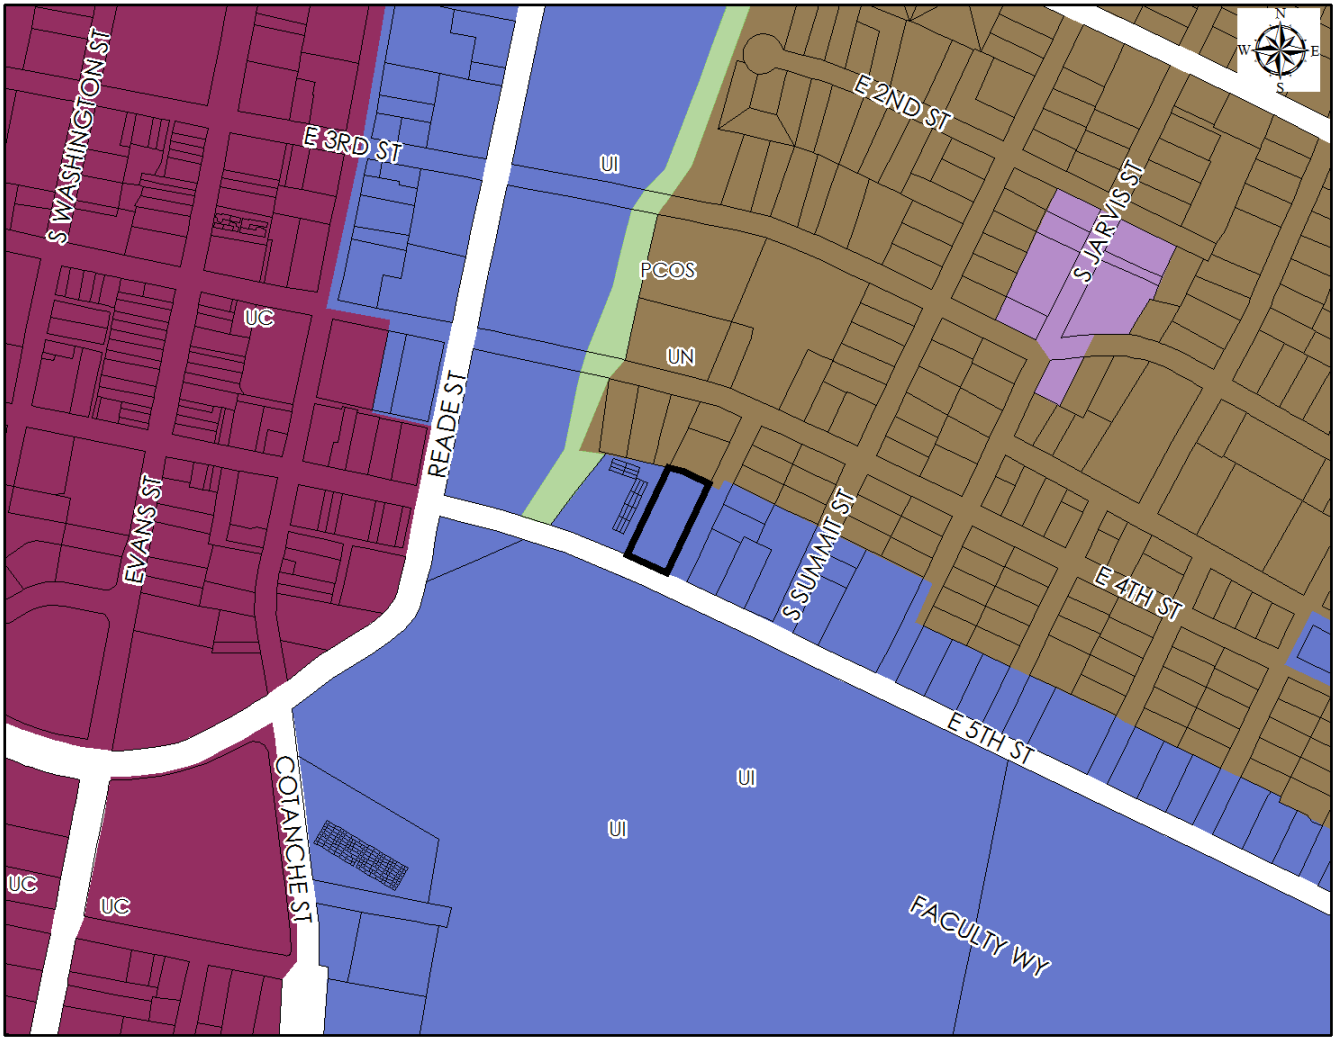 N
W E
S
S WASHINGTON ST
E 3RD ST
E 2ND ST
UI
S JARVIS ST
PCOS
UC
UN
READE ST
EVANS ST
S SUMMIT ST
E 4TH ST
E 5TH ST
COTANCHE ST
UI
UI
UC
UC
FACULTY WY